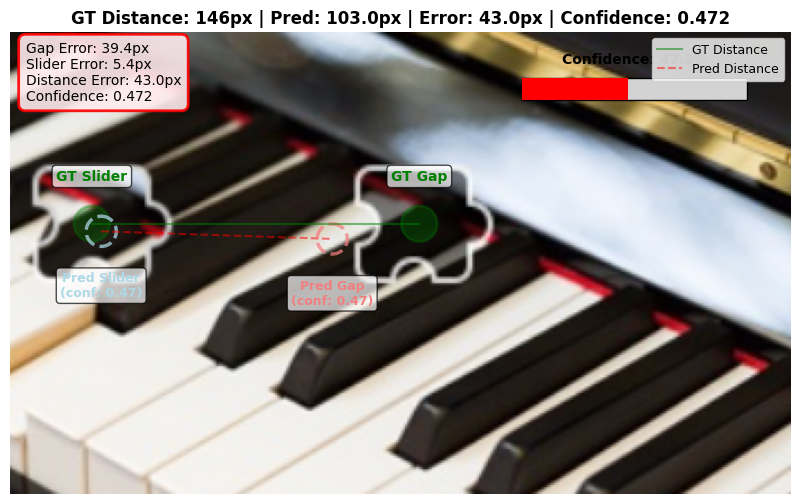 GT Distance: 146px | Pred: 103.0px | Error: 43.0px | Confidence: 0.472
Gap Error: 39.4px
Slider Error: 5.4px
Distance Error: 43.0px
Confidence: 0.472
Confidence:
GT Distance
Pred Distance
GT Slider
GT Gap
Pred Slider
(conf: 0.47)
Pred Gap
(conf: 0.47)